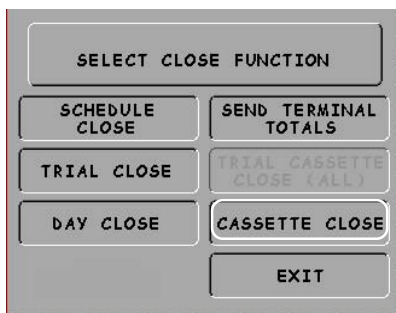 SELECT CLOSE FUNCTION
SCHEDULE
CLOSE
SEND TERMINAL
TOTALS
TRIAL CLOSE
TRIAL CASSETTE
CLOSE (ALL)
DAY CLOSE
CASSETTE CLOSE
EXIT